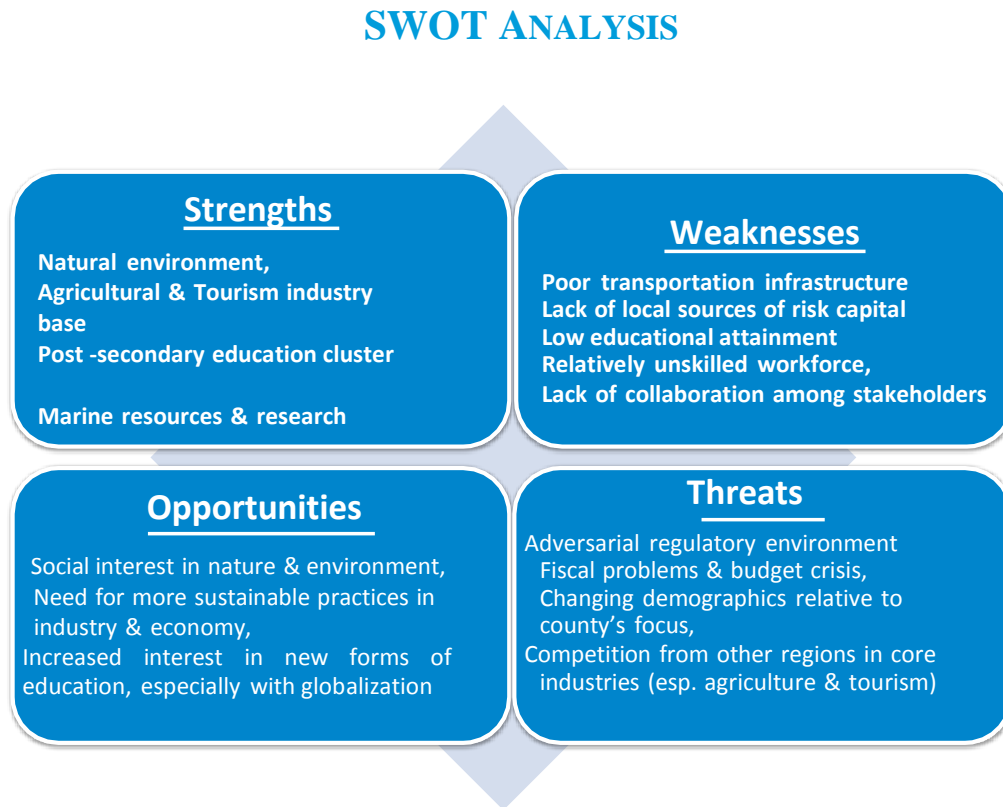 SWOT ANALYSIS
Strengths
Natural environment,
Agricultural & Tourism industry
base
Post -secondary education cluster
Marine resources & research
Weaknesses
Poor transportation infrastructure
Lack of local sources of risk capital
Low educational attainment
Relatively unskilled workforce,
Lack of collaboration among stakeholders
Opportunities
Social interest in nature & environment,
Need for more sustainable practices in
industry & economy,
Increased interest in new forms of
education, especially with globalization
Threats
Adversarial regulatory environment
Fiscal problems & budget crisis,
Changing demographics relative to
county's focus,
Competition from other regions in core
industries (esp. agriculture & tourism)